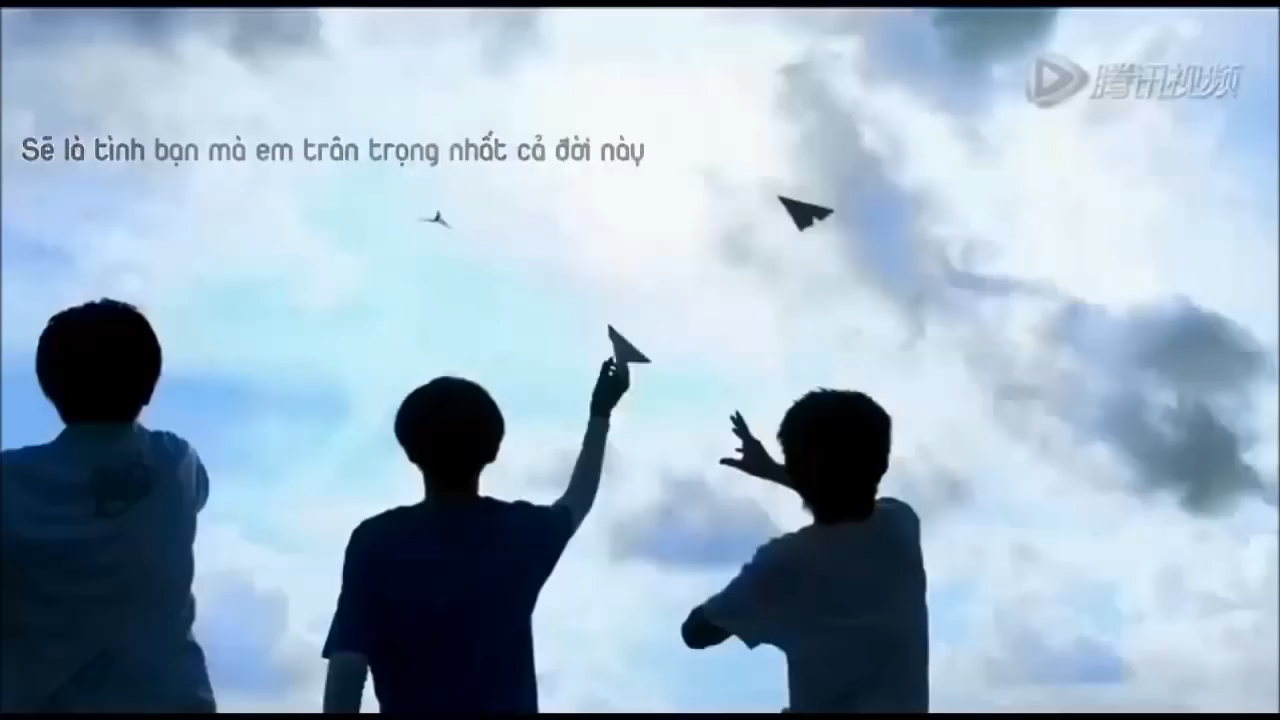 腾讯视频
Sẽ là tình bạn mà em trân trọng nhất cả đời này